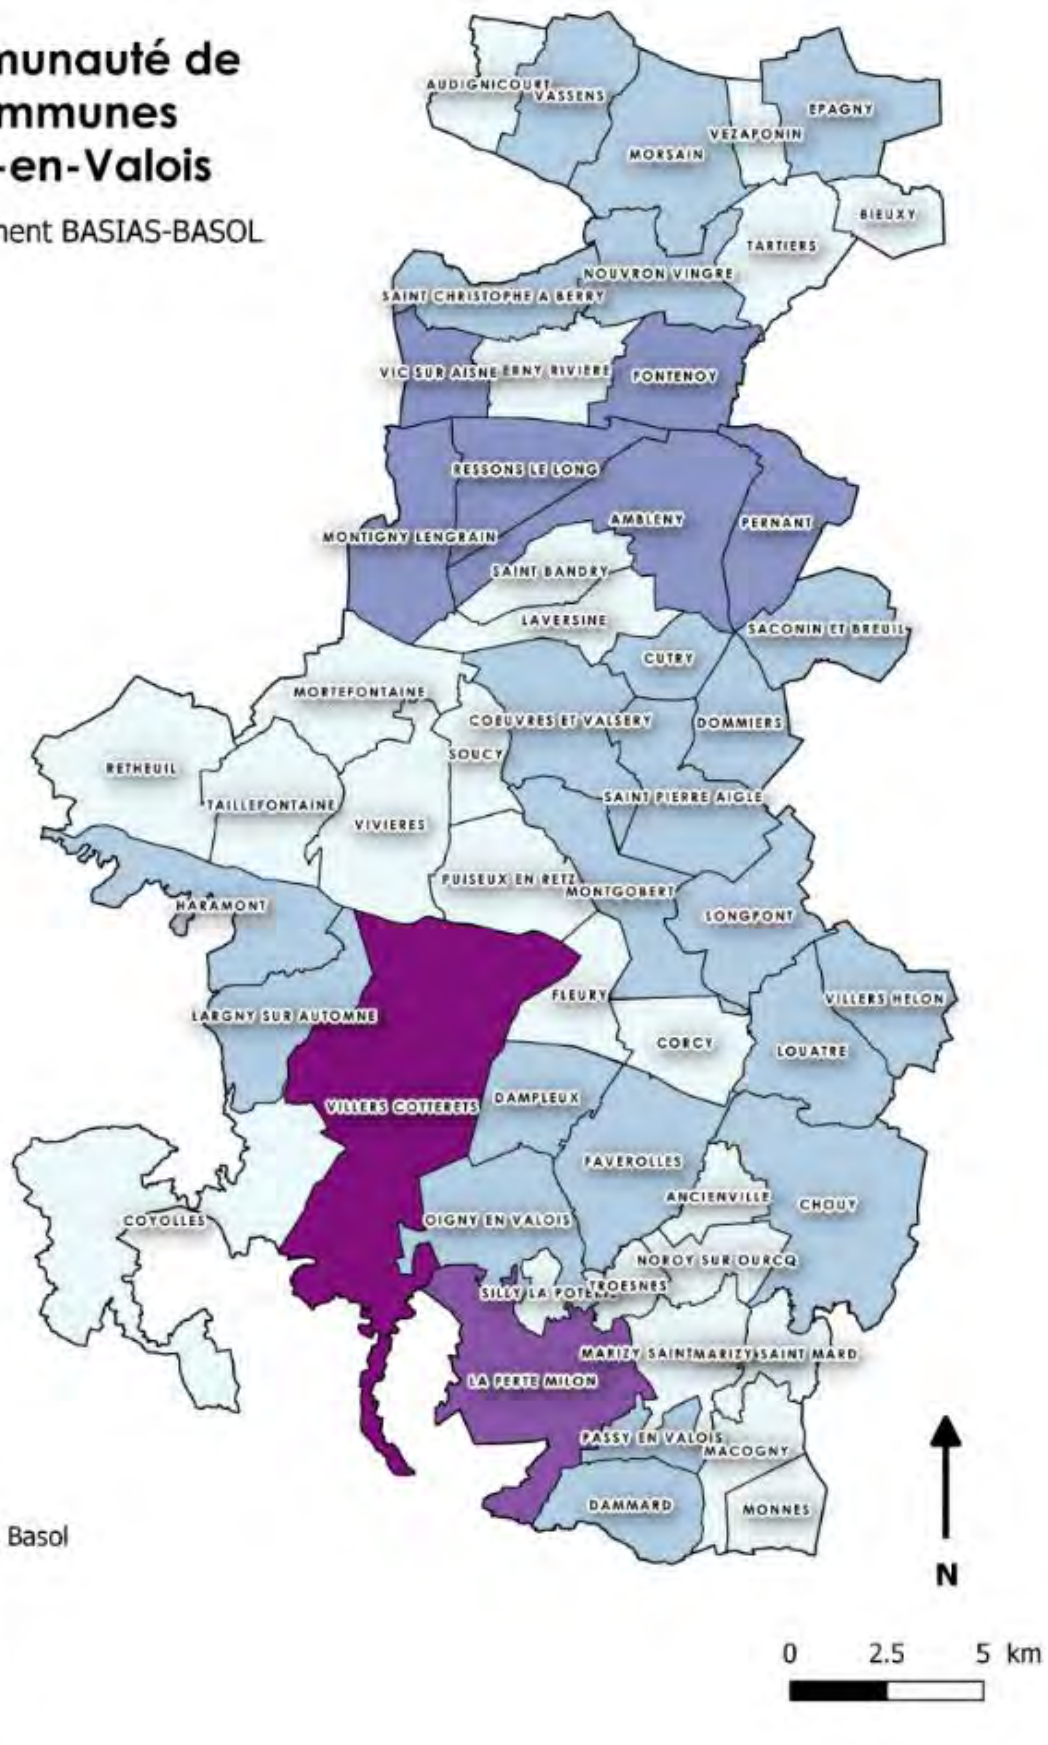 munauté de
mmunes
-en-Valois
nent BASIAS-BASOL
AUDIGNICOURT
VASSENS
EPAGNY
VEZAPONIN
MORSAIN
BIEUXY
TARTIERS
NOUVRON VINGRE
SAINT CHRISTOPHE A BERRY
VIC SUR AISNE
ERNY RIVIERE
FONTENOY
RESSONS LE LONG
AMBLENY
PERNANT
MONTIGNY LENGRAIN
SAINT BANDRY
LAVERSINE
SACONIN ET BREUIL
CUTRY
MORTEFONTAINE
COEUVRES ET VALSERY
DOMMIERS
SOUCY
RETHEUIL
TAILLEFONTAINE
SAINT PIERRE AIGLE
VIVIERES
PUISEUX EN RETZ
MONTGOBERT
HARAMONT
LONGPONT
FLEURY
VILLERS HELON
LARGNY SUR AUTOMNE
CORCY
LOUATRE
DAMPLEUX
VILLERS COTTERETS
FAVEROLLES
ANCIENVILLE
CHOUY
COYOLLES
OIGNY EN VALOIS
NOROY SUR OURCQ
SILLY LA POTE
TROESNES
MARIZY SAINT
MARIZY SAINT MARD
LA FERTE MILON
PASSY EN VALOIS
MACOGNY
DAMMARD
MONNES
Basol
N
0 2.5 5 km